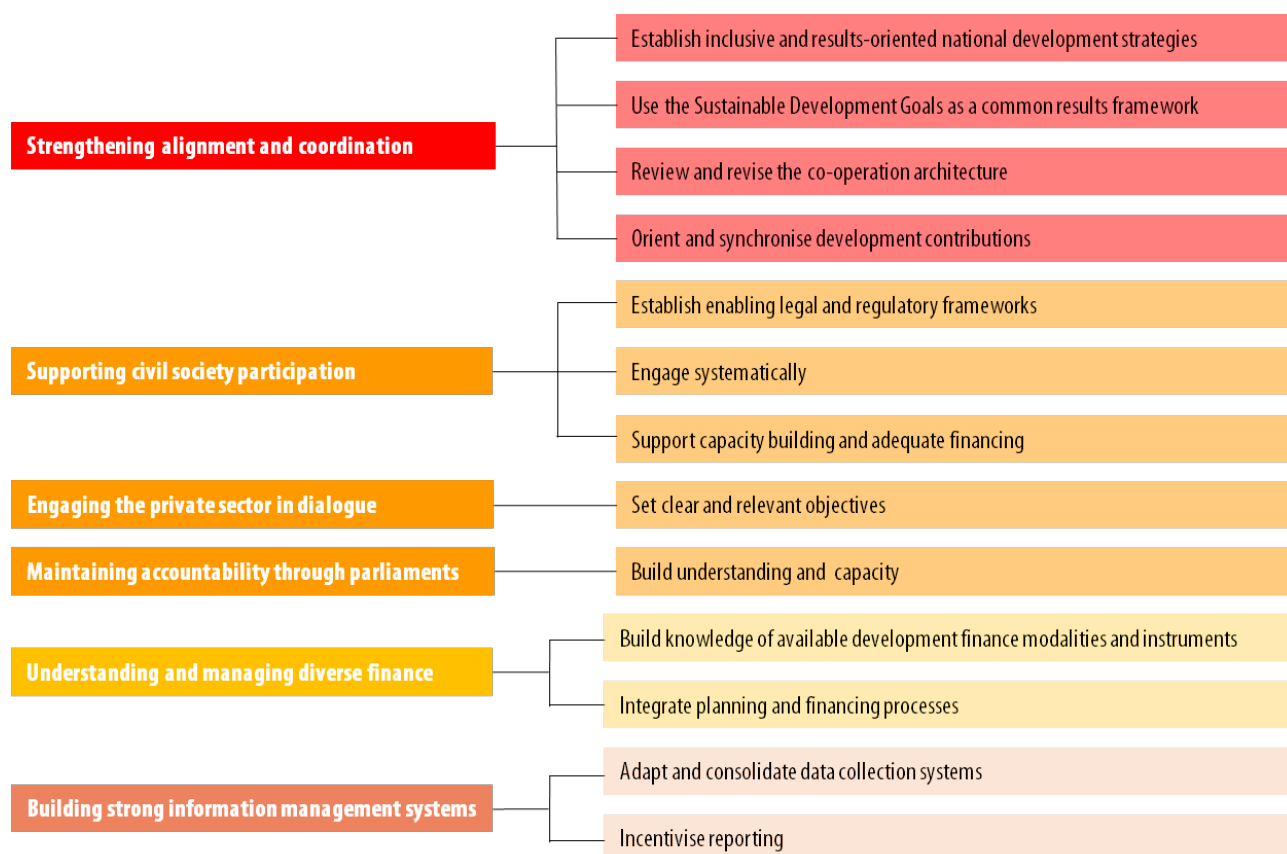 Strengthening alignment and coordination
Establish inclusive and results-oriented national development strategies
Use the Sustainable Development Goals as a common results framework
Review and revise the co-operation architecture
Orient and synchronise development contributions
Supporting civil society participation
Establish enabling legal and regulatory frameworks
Engage systematically
Support capacity building and adequate financing
Engaging the private sector in dialogue
Set clear and relevant objectives
Maintaining accountability through parliaments
Build understanding and capacity
Understanding and managing diverse finance
Build knowledge of available development finance modalities and instruments
Integrate planning and financing processes
Building strong information management systems
Adapt and consolidate data collection systems
Incentivise reporting